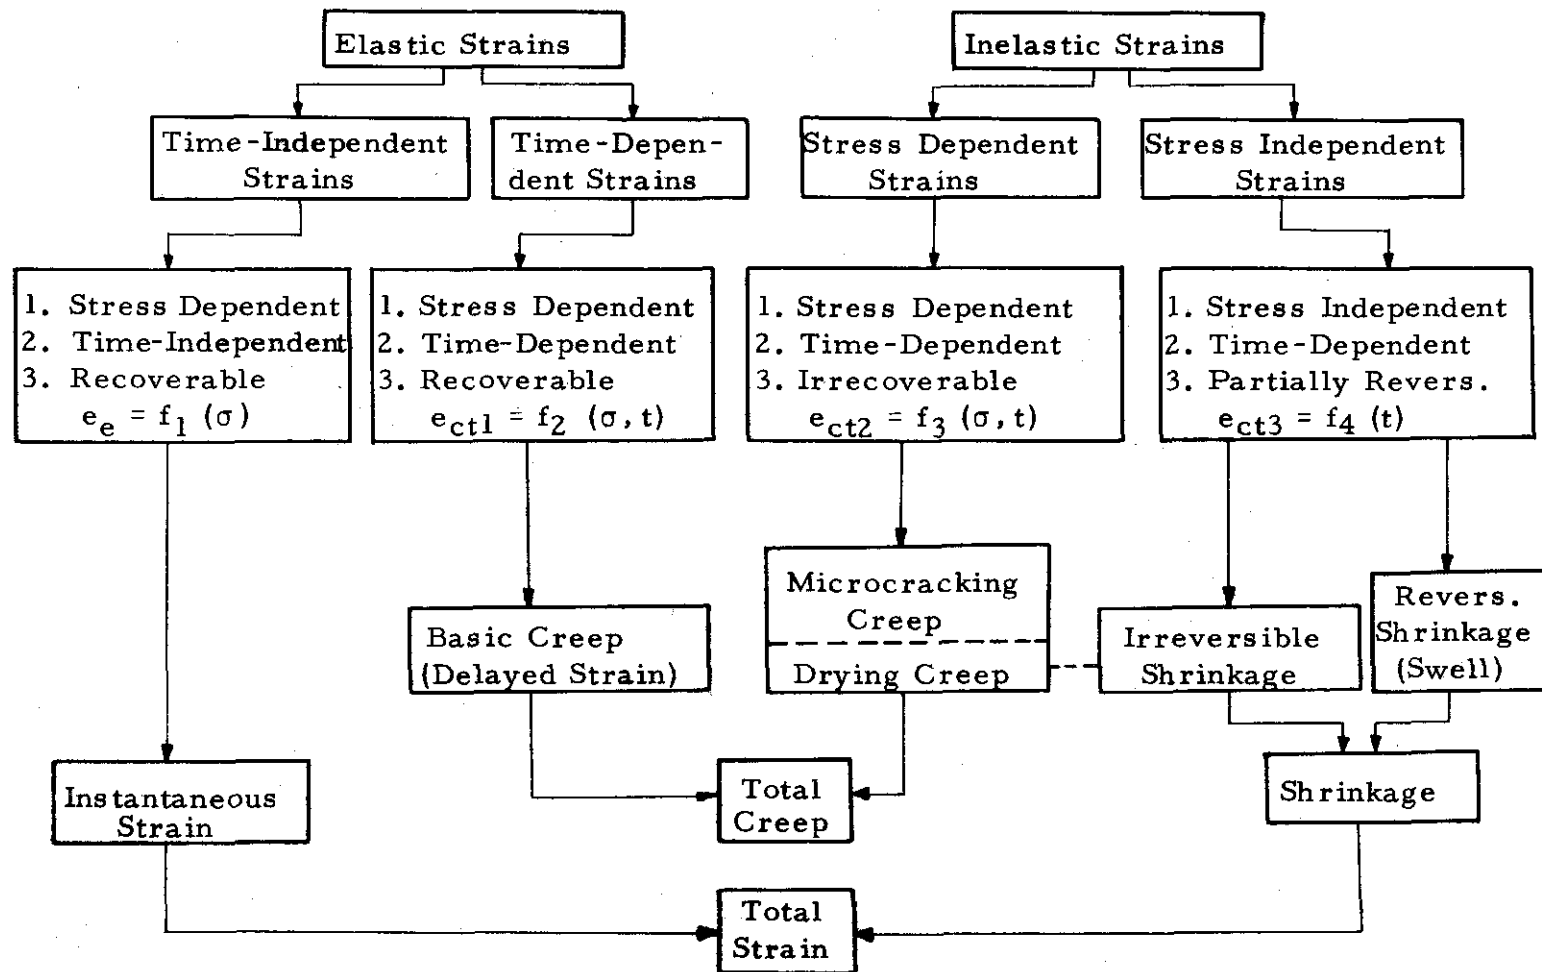 Elastic Strains
Inelastic Strains
Time-Independent
Strains
Time-Depen-
dent Strains
Stress Dependent
Strains
Stress Independent
Strains
1. Stress Dependent
2. Time-Independent
3. Recoverable
e_e = f_1 (σ)
1. Stress Dependent
2. Time-Dependent
3. Recoverable
e_ct1 = f_2 (σ, t)
1. Stress Dependent
2. Time-Dependent
3. Irrecoverable
e_ct2 = f_3 (σ, t)
1. Stress Independent
2. Time-Dependent
3. Partially Revers.
e_ct3 = f_4 (t)
Basic Creep
(Delayed Strain)
Microcracking
Creep
Drying Creep
Irreversible
Shrinkage
Revers.
Shrinkage
(Swell)
Instantaneous
Strain
Total
Creep
Shrinkage
Total
Strain